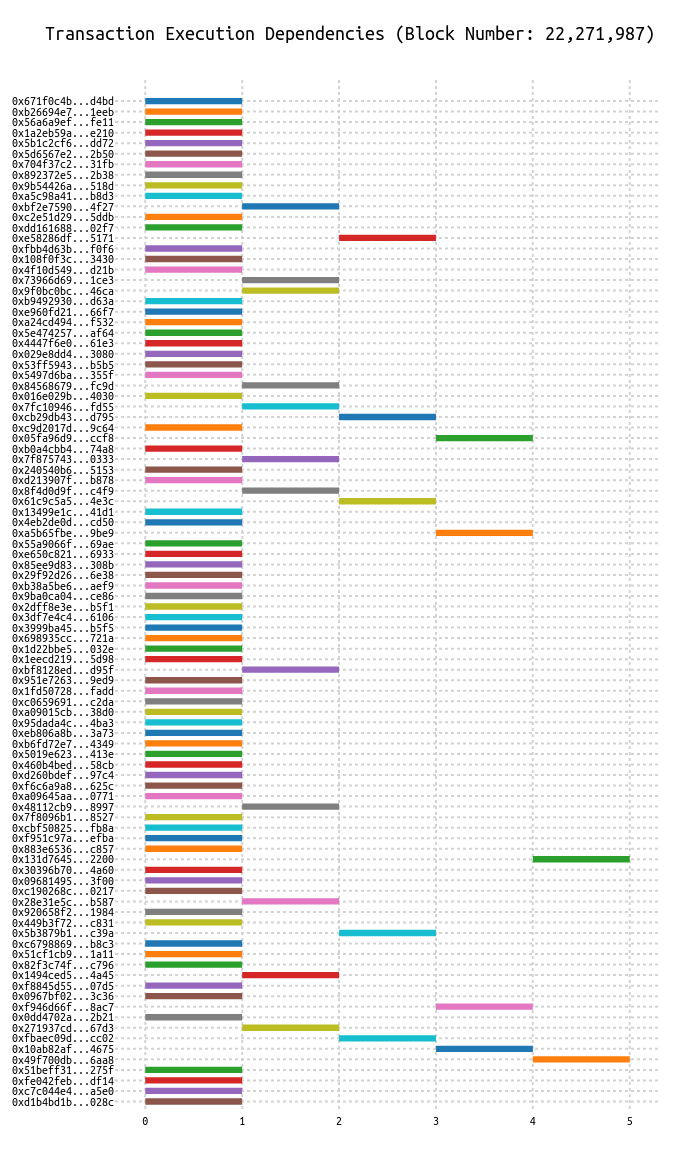 Transaction Execution Dependencies (Block Number: 22,271,987)
0x671f0c4b...d4bd
0xb26694e7...1eeb
0x56a6a9ef...fe11
0x1a2eb59a...e210
0x5b1c2cf6...dd72
0x5d6567e2...2b50
0x704f37c2...31fb
0x892372e5...2b38
0x9b54426a...518d
0xa5c98a41...b8d3
0xbf2e7590...4f27
0xc2e51d29...5ddb
0xdd161688...02f7
0xe58286df...5171
0xfbb4d63b...f0f6
0x108f0f3c...3430
0x4f10d549...d21b
0x73966d69...1ce3
0x9f0bc0bc...46ca
0xb9492930...d63a
0xe960fd21...66f7
0xa24cd494...f532
0x5e474257...af64
0x4447f6e0...61e3
0x029e8dd4...3080
0x53ff5943...b5b5
0x5497d6ba...355f
0x84568679...fc9d
0x016e029b...4030
0x7fc10946...fd55
0xcb29db43...d795
0xc9d2017d...9c64
0x05fa96d9...ccf8
0xb0a4cbb4...74a8
0x7f875743...0333
0x240540b6...5153
0xd213907f...b878
0x8f4d0d9f...c4f9
0x61c9c5a5...4e3c
0x13499e1c...41d1
0x4eb2de0d...cd50
0xa5b65fbe...9be9
0x55a9066f...69ae
0xe650c821...6933
0x85ee9d83...308b
0x29f92d26...6e38
0xb38a5be6...aef9
0x9ba0ca04...ce86
0x2dff8e3e...b5f1
0x3df7e4c4...6106
0x3999ba45...b5f5
0x698935cc...721a
0x1d22bbe5...032e
0x1eecd219...5d98
0xbf8128ed...d95f
0x951e7263...9ed9
0x1fd50728...fadd
0xc0659691...c2da
0xa09015cb...38d0
0x95dada4c...4ba3
0xeb806a8b...3a73
0xb6fd72e7...4349
0x5019e623...413e
0x460b4bed...58cb
0xd260bdef...97c4
0xf6c6a9a8...625c
0xa09645aa...0771
0x48112cb9...8997
0x7f8096b1...8527
0xcbf50825...fb8a
0xf951c97a...efba
0x883e6536...c857
0x131d7645...2200
0x30396b70...4a60
0x09681495...3f00
0xc190268c...0217
0x28e31e5c...b587
0x920658f2...1984
0x449b3f72...c831
0x5b3879b1...c39a
0xc6798869...b8c3
0x51cf1cb9...1a11
0x82f3c74f...c796
0x1494ced5...4a45
0xf8845d55...07d5
0x0967bf02...3c36
0xf946d66f...8ac7
0x0dd4702a...2b21
0x271937cd...67d3
0xfbaec09d...cc02
0x10ab82af...4675
0x49f700db...6aa8
0x51beff31...275f
0xfe042feb...df14
0xc7c044e4...a5e0
0xd1b4bd1b...028c
0 1 2 3 4 5